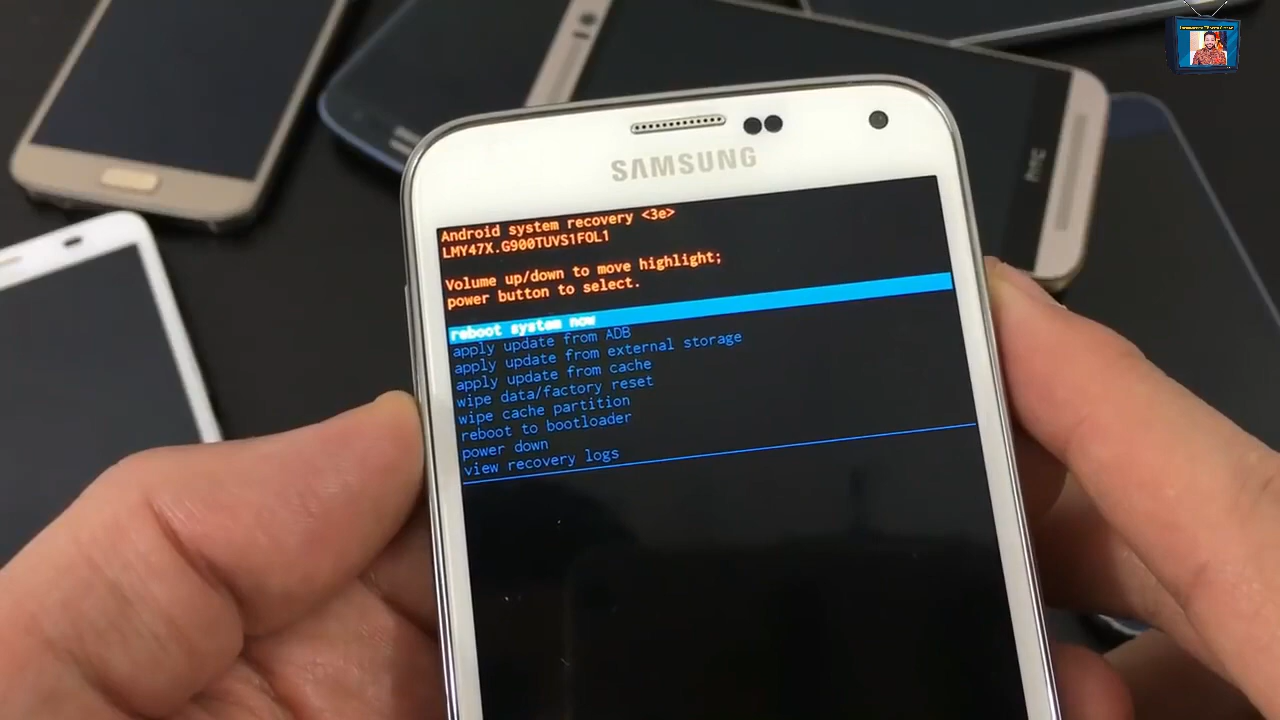 SAMSUNG
Android system recovery <3e>
LMY47X.G900TUVS1FOL1
Volume up/down to move highlight;
power button to select.
reboot system now
apply update from ADB
apply update from external storage
apply update from cache
wipe data/factory reset
wipe cache partition
reboot to bootloader
power down
view recovery logs
hTC